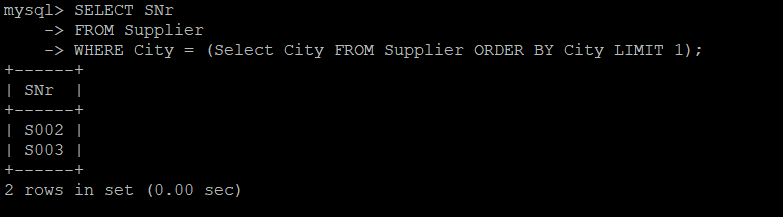 mysql> SELECT SNr
    -> FROM Supplier
    -> WHERE City = (Select City FROM Supplier ORDER BY City LIMIT 1);
+------+
| SNr  |
+------+
| S002 |
| S003 |
+------+
2 rows in set (0.00 sec)